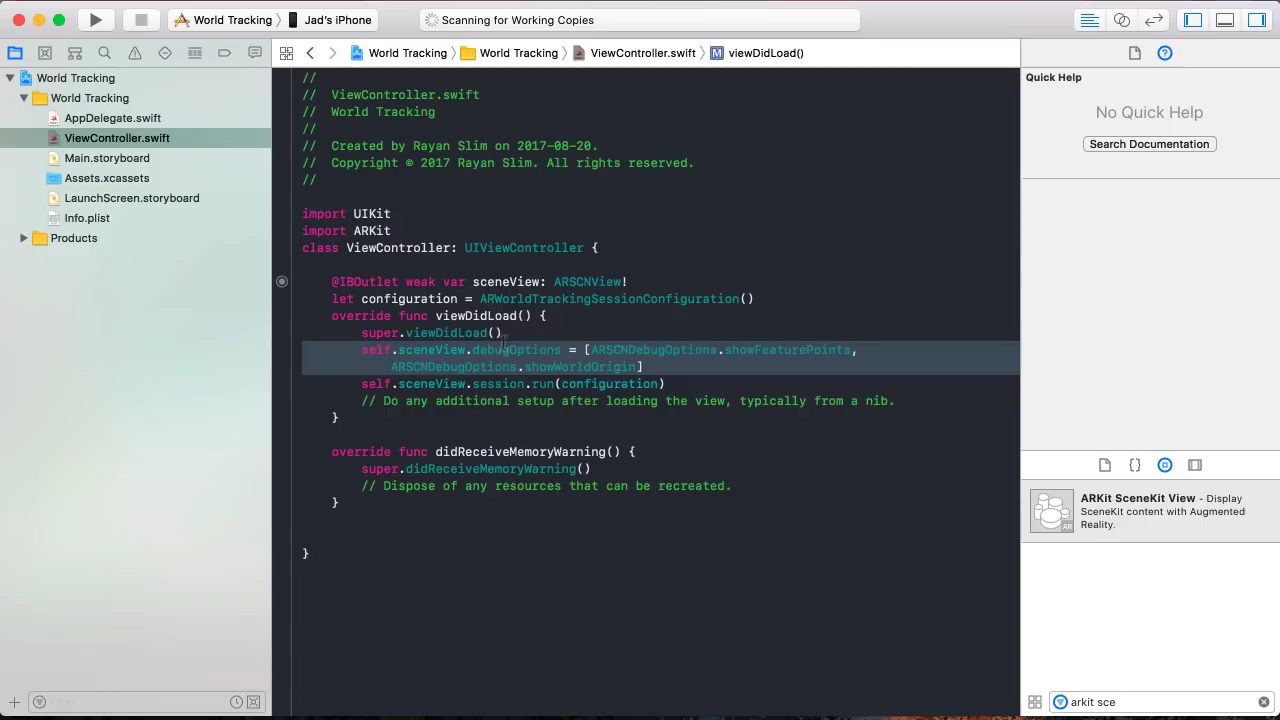 World Tracking
Jad's iPhone
Scanning for Working Copies
World Tracking
World Tracking
ViewController.swift
viewDidLoad()
World Tracking
World Tracking
AppDelegate.swift
ViewController.swift
Main.storyboard
Assets.xcassets
LaunchScreen.storyboard
Info.plist
Products
//
//  ViewController.swift
//  World Tracking
//
//  Created by Rayan Slim on 2017-08-20.
//  Copyright © 2017 Rayan Slim. All rights reserved.
//
import UIKit
import ARKit
class ViewController: UIViewController {
@IBOutlet weak var sceneView: ARSCNView!
let configuration = ARWorldTrackingSessionConfiguration()
override func viewDidLoad() {
super.viewDidLoad()
self.sceneView.debugOptions = [ARSCNDebugOptions.showFeaturePoints,
ARSCNDebugOptions.showWorldOrigin]
self.sceneView.session.run(configuration)
// Do any additional setup after loading the view, typically from a nib.
}
override func didReceiveMemoryWarning() {
super.didReceiveMemoryWarning()
// Dispose of any resources that can be recreated.
}
}
Quick Help
No Quick Help
Search Documentation
{}
ARKit SceneKit View - Display
SceneKit content with Augmented
Reality.
AR
arkit sce